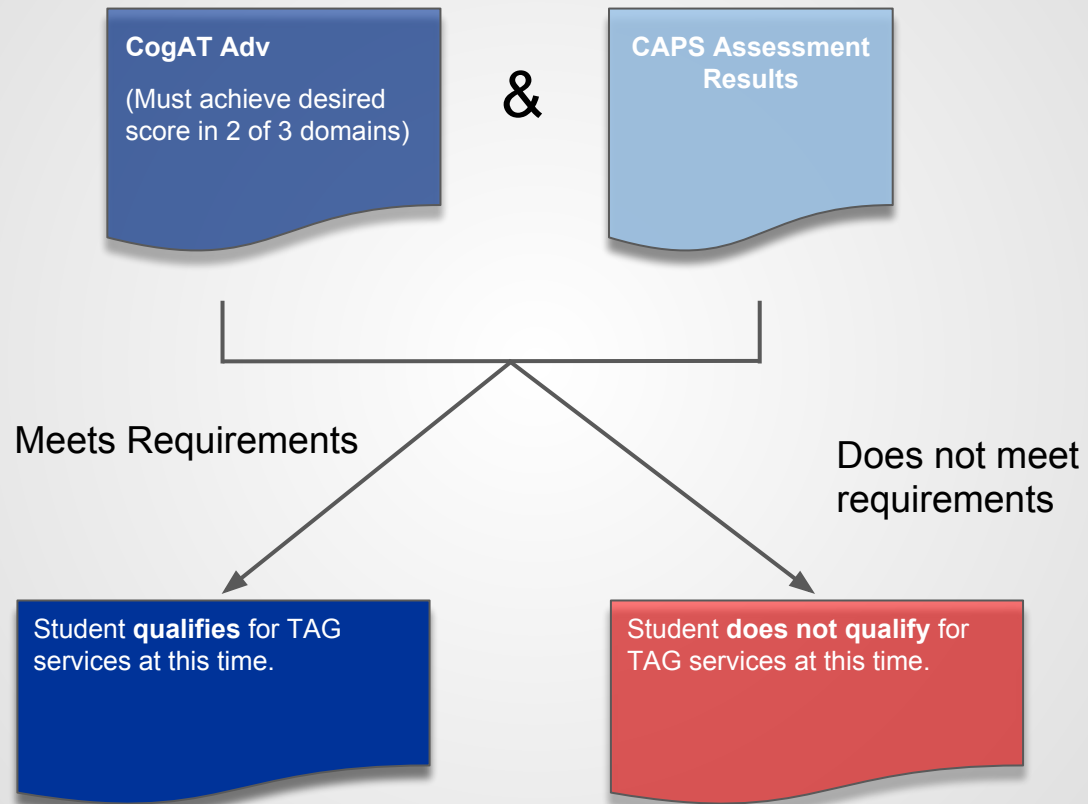 CogAT Adv
(Must achieve desired
score in 2 of 3 domains)
&
CAPS Assessment
Results
Meets Requirements
Does not meet
requirements
Student qualifies for TAG
services at this time.
Student does not qualify for
TAG services at this time.